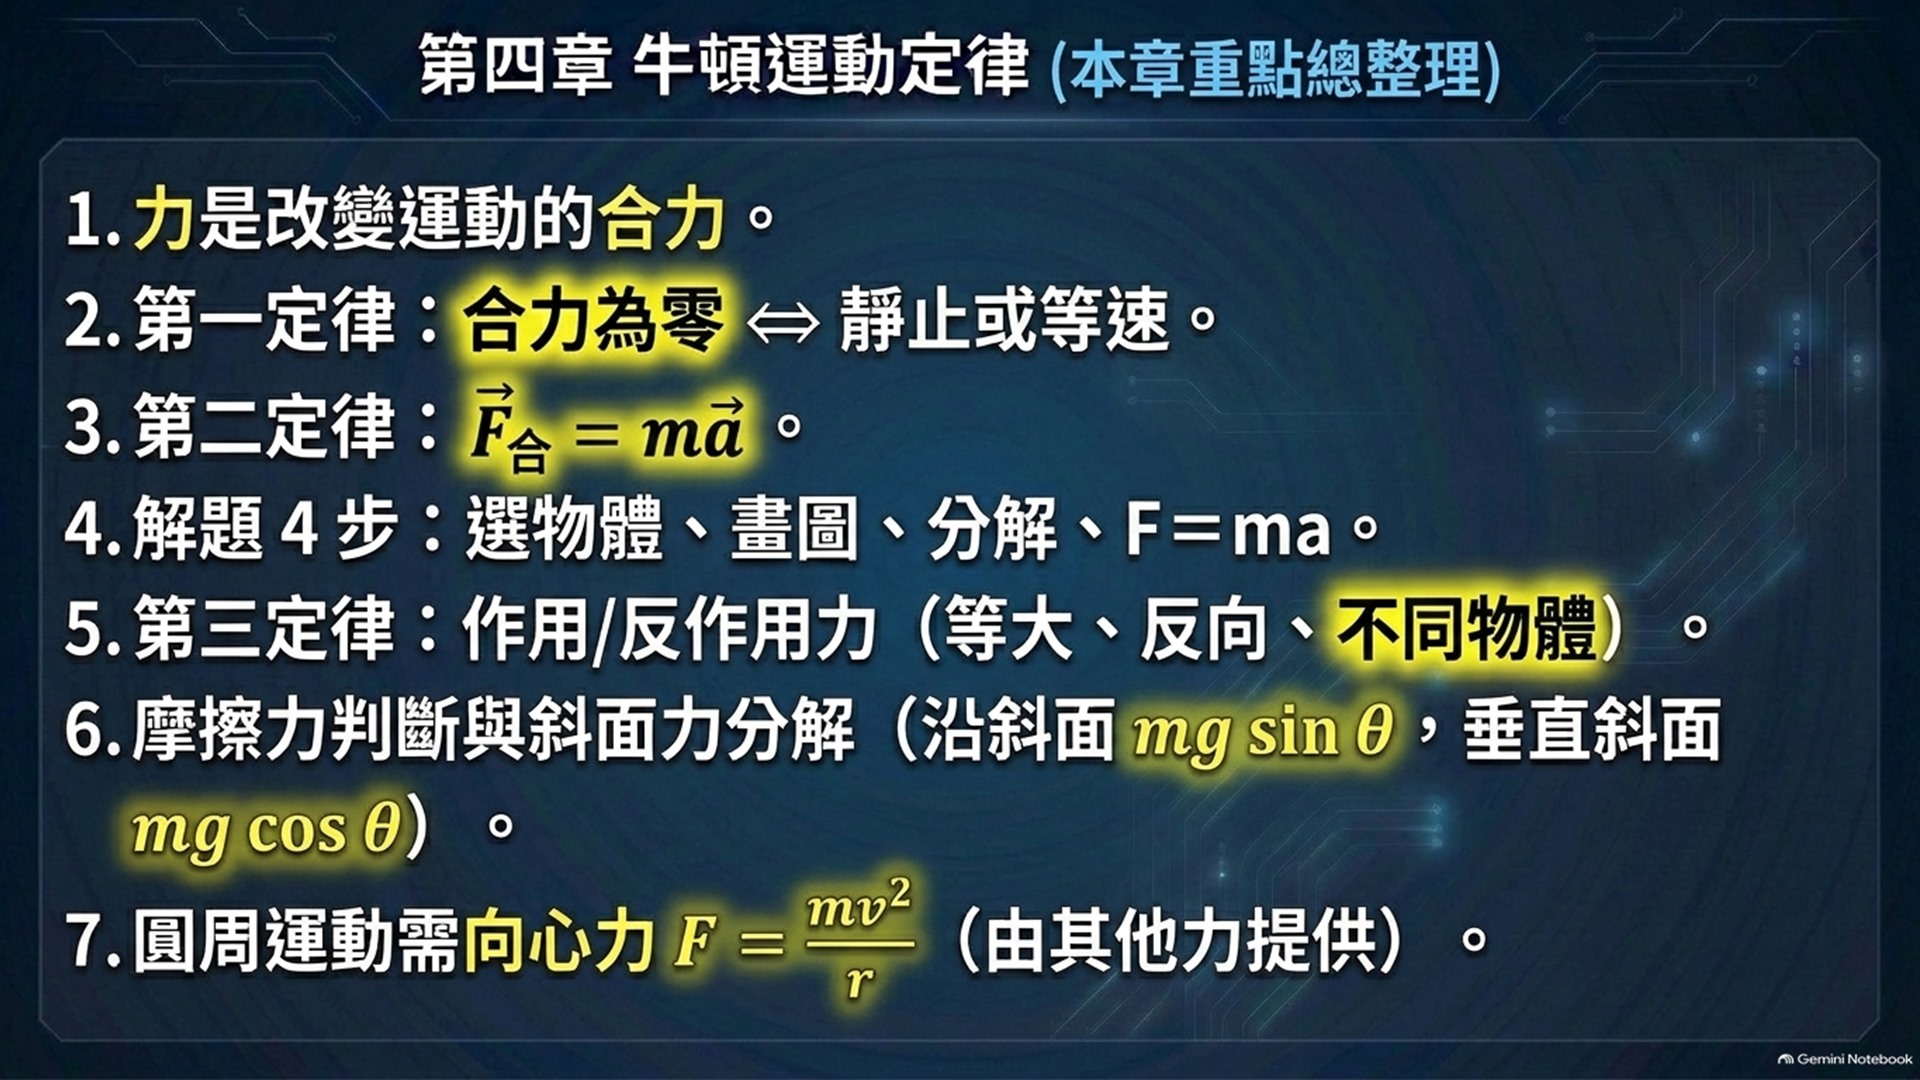 第四章 牛頓運動定律 (本章重點總整理)
1. 力是改變運動的合力。
2. 第一定律：合力為零 ⇔ 靜止或等速。
3. 第二定律：$\vec{F}_{合} = m\vec{a}$。
4. 解題 4 步：選物體、畫圖、分解、F＝ma。
5. 第三定律：作用/反作用力（等大、反向、不同物體）。
6. 摩擦力判斷與斜面力分解（沿斜面 mg sin θ，垂直斜面
mg cos θ）。
7. 圓周運動需向心力 $F = \frac{mv^2}{r}$（由其他力提供）。
Gemini Notebook